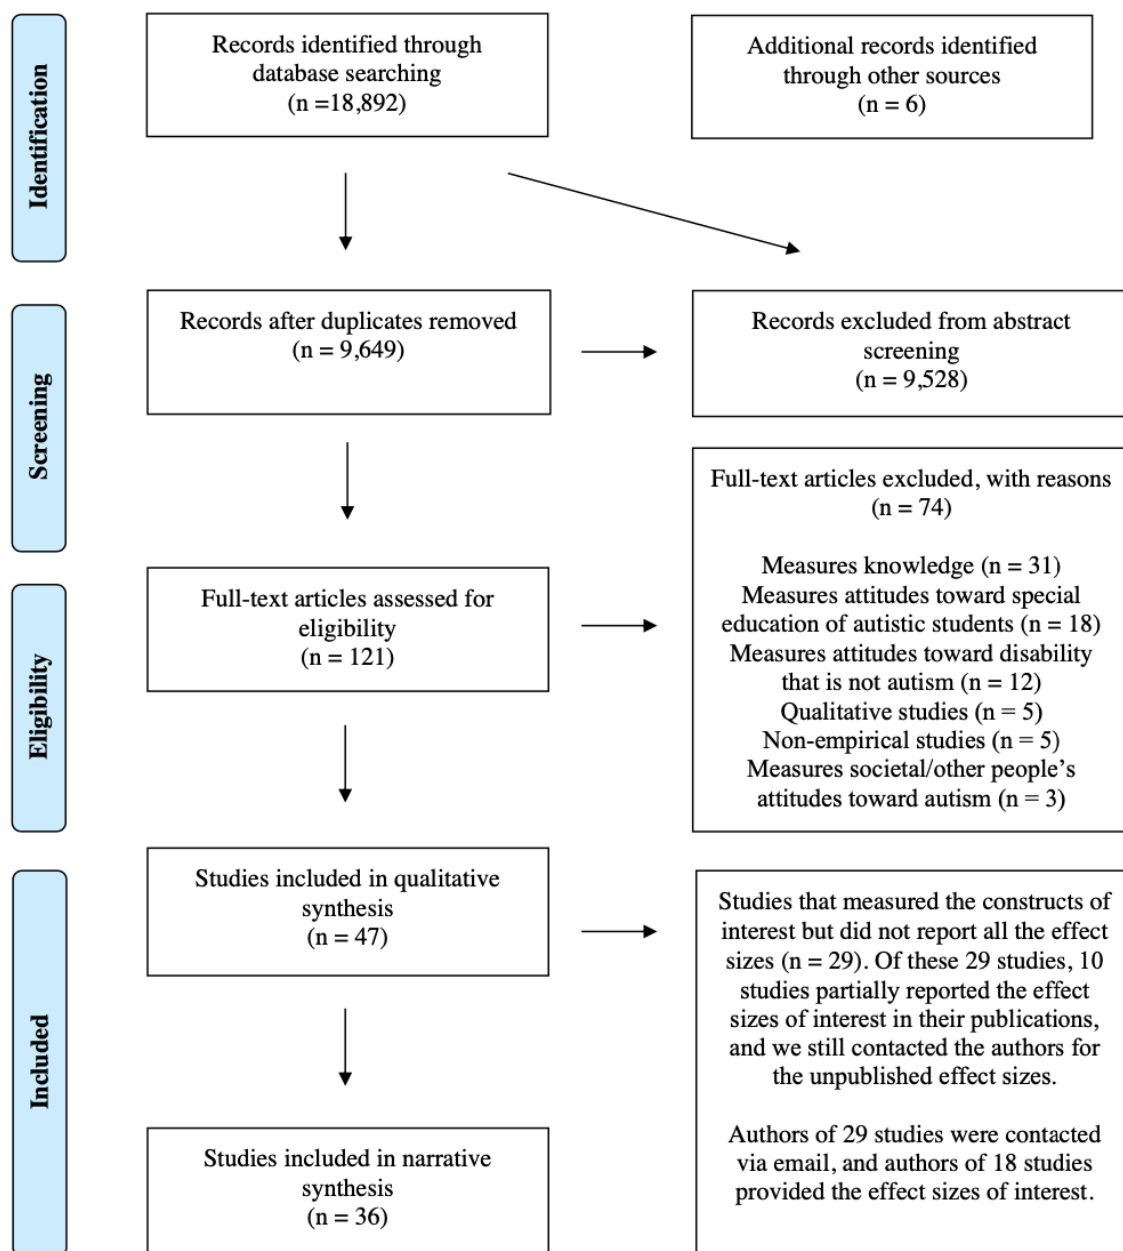 Identification
Records identified through
database searching
(n =18,892)
Additional records identified
through other sources
(n = 6)
Screening
Records after duplicates removed
(n = 9,649)
Records excluded from abstract
screening
(n = 9,528)
Full-text articles excluded, with reasons
(n = 74)
Measures knowledge (n = 31)
Measures attitudes toward special
education of autistic students (n = 18)
Measures attitudes toward disability
that is not autism (n = 12)
Qualitative studies (n = 5)
Non-empirical studies (n = 5)
Measures societal/other people’s
attitudes toward autism (n = 3)
Eligibility
Full-text articles assessed for
eligibility
(n = 121)
Included
Studies included in qualitative
synthesis
(n = 47)
Studies that measured the constructs of
interest but did not report all the effect
sizes (n = 29). Of these 29 studies, 10
studies partially reported the effect
sizes of interest in their publications,
and we still contacted the authors for
the unpublished effect sizes.
Authors of 29 studies were contacted
via email, and authors of 18 studies
provided the effect sizes of interest.
Studies included in narrative
synthesis
(n = 36)